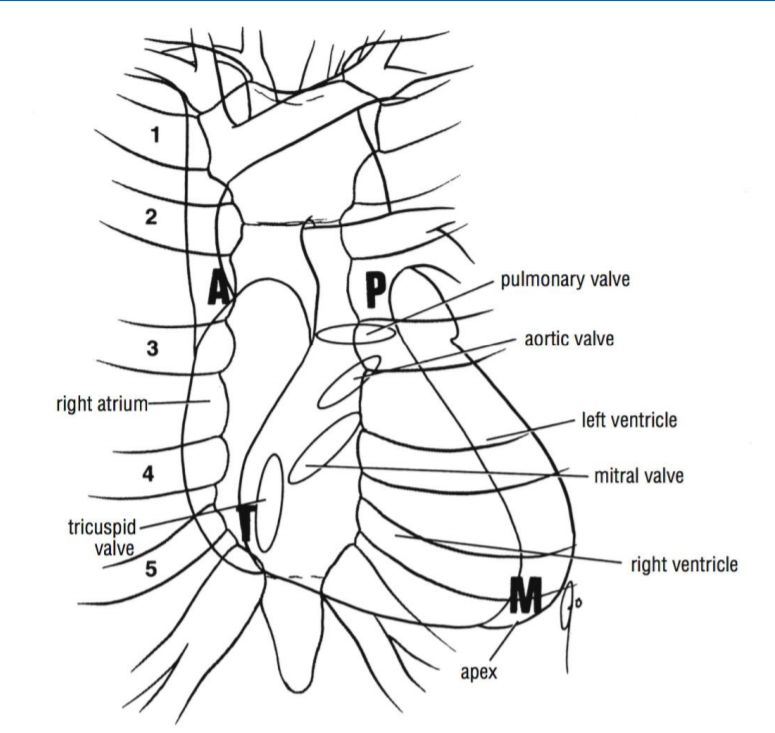 1
2
A
P
pulmonary valve
aortic valve
3
right atrium
left ventricle
4
mitral valve
tricuspid
valve
T
5
right ventricle
M
apex